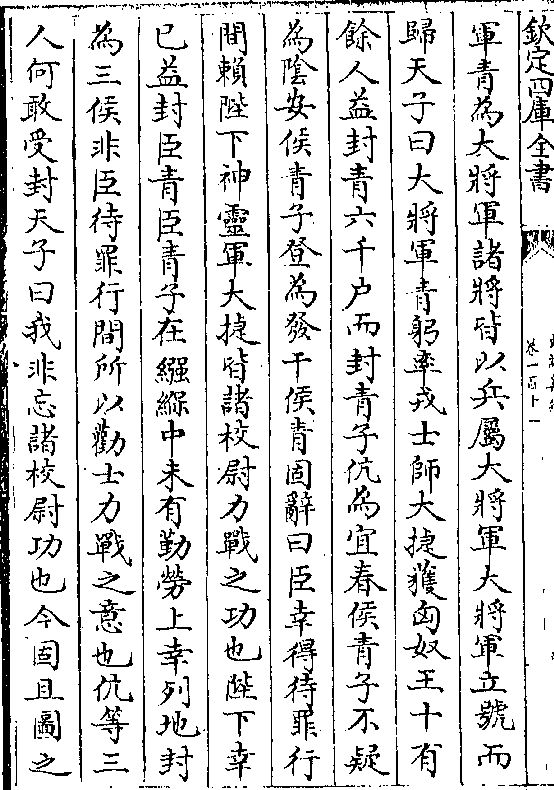 欽定四庫全書
卷一百十一
軍青為大將軍諸將皆以兵屬大將軍大將軍立號而
歸天子曰大將軍青躬率戎士師大捷獲匈奴王十有
餘人益封青六千户而封青子伉為宜春侯青子不疑
為陰安侯青子登為發干侯青固辭曰臣幸得待罪行
間賴陛下神靈軍大捷皆諸校尉力戰之功也陛下幸
已益封臣青臣青子在繈緥中未有勤勞上幸列地封
為三侯非臣待罪行間所以勸士力戰之意也伉等三
人何敢受封天子曰我非忘諸校尉功也今固且圖之